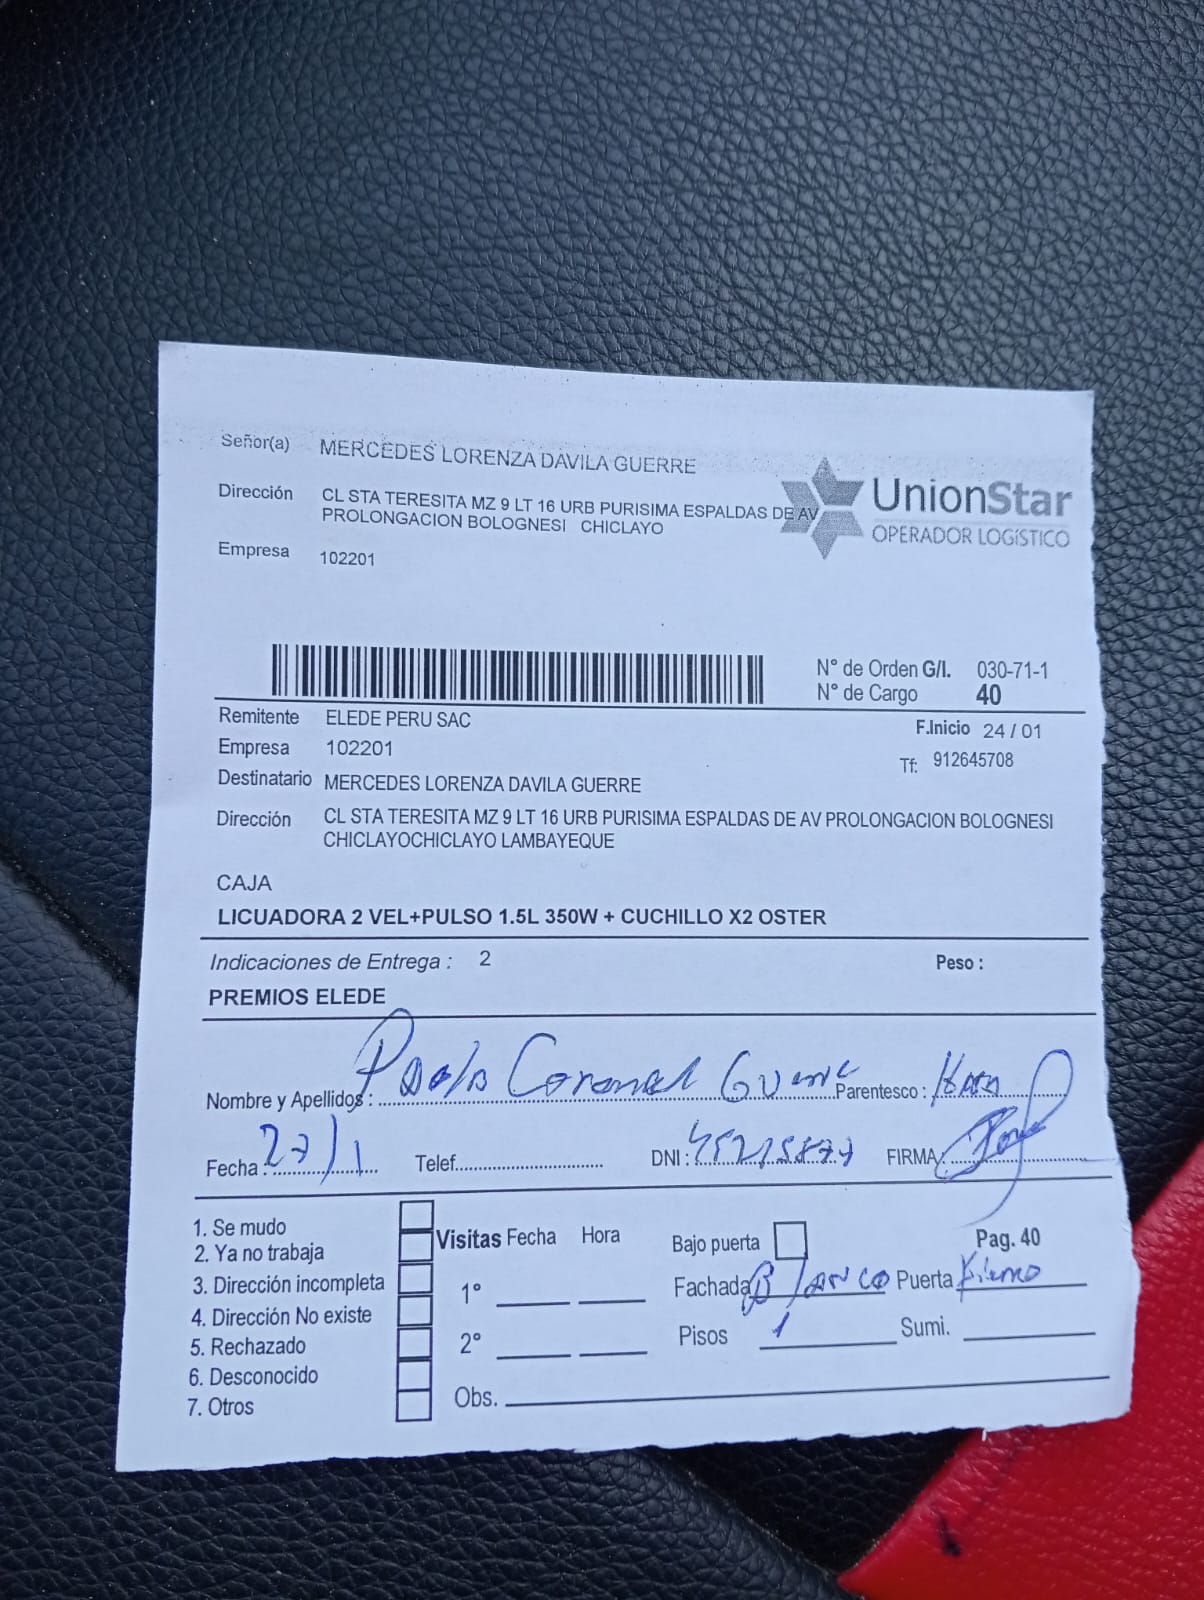 Señor(a) MERCEDES LORENZA DAVILA GUERRE
Dirección CL STA TERESITA MZ 9 LT 16 URB PURISIMA ESPALDAS DE AV
PROLONGACION BOLOGNESI CHICLAYO
UnionStar
OPERADOR LOGÍSTICO
Empresa 102201
N° de Orden G/I. 030-71-1
N° de Cargo 40
Remitente ELEDE PERU SAC
F.Inicio 24 / 01
Empresa 102201
Tf: 912645708
Destinatario MERCEDES LORENZA DAVILA GUERRE
Dirección CL STA TERESITA MZ 9 LT 16 URB PURISIMA ESPALDAS DE AV PROLONGACION BOLOGNESI
CHICLAYOCHICLAYO LAMBAYEQUE
CAJA
LICUADORA 2 VEL+PULSO 1.5L 350W + CUCHILLO X2 OSTER
Indicaciones de Entrega : 2 Peso :
PREMIOS ELEDE
Nombre y Apellidos : Paolo Coronel Guerre Parentesco :
Fecha : 27/1 Telef. DNI : FIRMA
1. Se mudo
2. Ya no trabaja
3. Dirección incompleta
4. Dirección No existe
5. Rechazado
6. Desconocido
7. Otros
Visitas Fecha Hora
1°
2°
Obs.
Bajo puerta Pag. 40
Fachada Blanco Puerta Fierro
Pisos 1 Sumi.